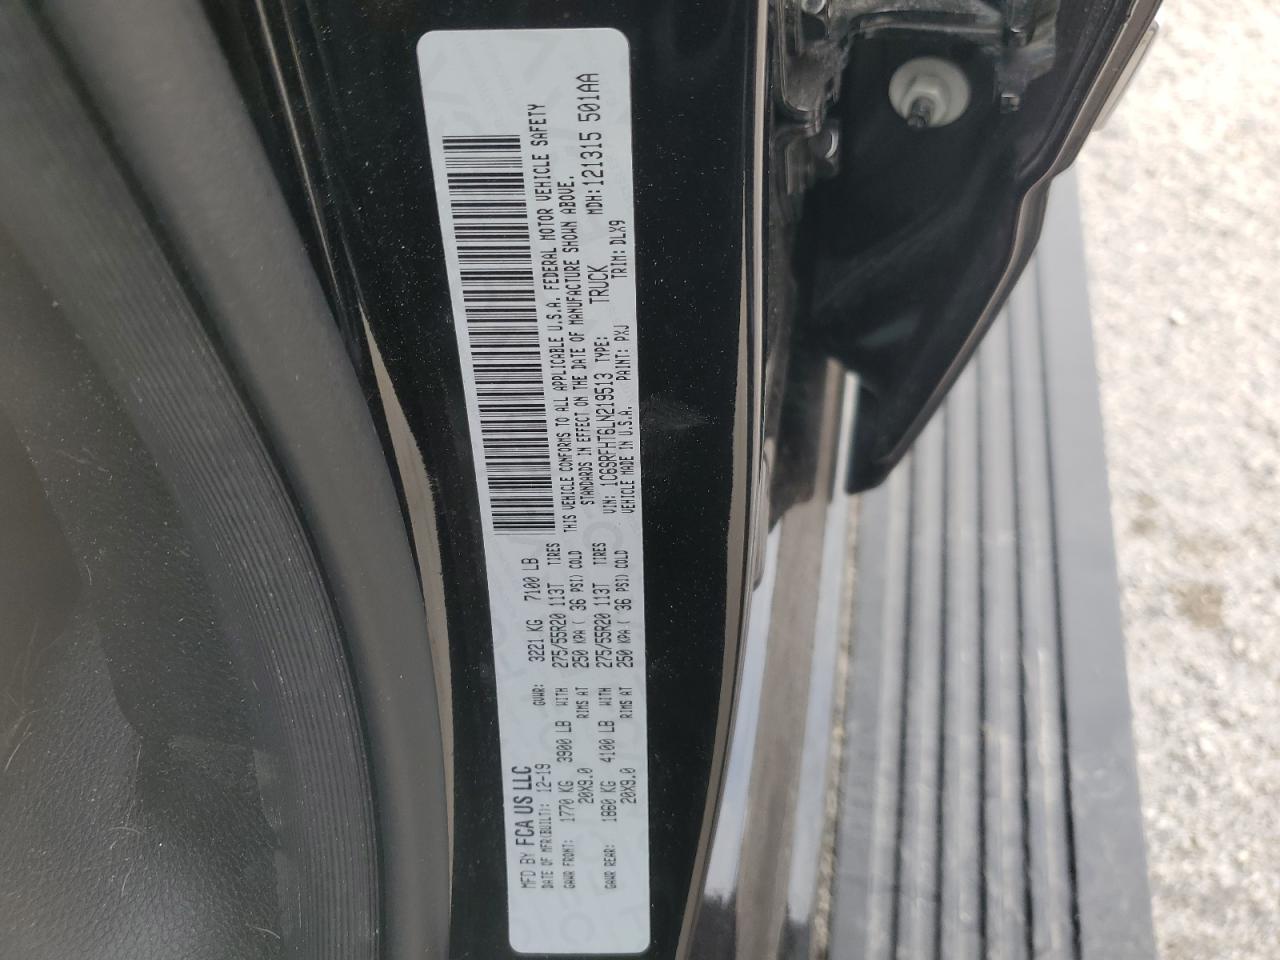 MFD BY FCA US LLC
DATE OF MFR(BUILT): 12-19 GVWR: 3221 KG 7100 LB
GAWR FRONT: 1770 KG 3900 LB WITH 275/55R20 113T TIRES
20X9.0 RIMS AT 250 KPA ( 36 PSI) COLD
GAWR REAR: 1860 KG 4100 LB WITH 275/55R20 113T TIRES
20X9.0 RIMS AT 250 KPA ( 36 PSI) COLD
THIS VEHICLE CONFORMS TO ALL APPLICABLE U.S.A. FEDERAL MOTOR VEHICLE SAFETY
STANDARDS IN EFFECT ON THE DATE OF MANUFACTURE SHOWN ABOVE.
MDH:121315 501AA
VIN: 1C6SRFHT6LN219513 TYPE: TRUCK
VEHICLE MADE IN U.S.A. PAINT: PXJ TRIM: DLX9